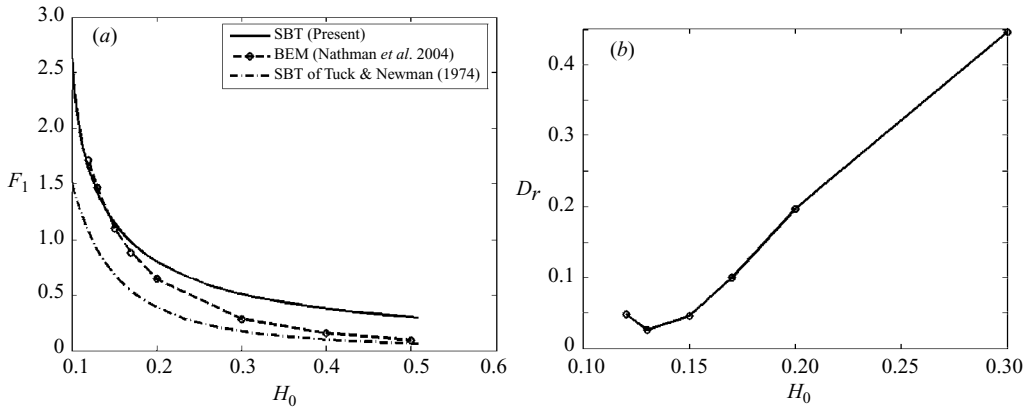 (a)
SBT (Present)
BEM (Nathman et al. 2004)
SBT of Tuck & Newman (1974)
3.0
2.5
2.0
1.5
1.0
0.5
0
F1
0.1 0.2 0.3 0.4 0.5 0.6
H0
(b)
0.4
0.3
0.2
0.1
0
Dr
0.10 0.15 0.20 0.25 0.30
H0